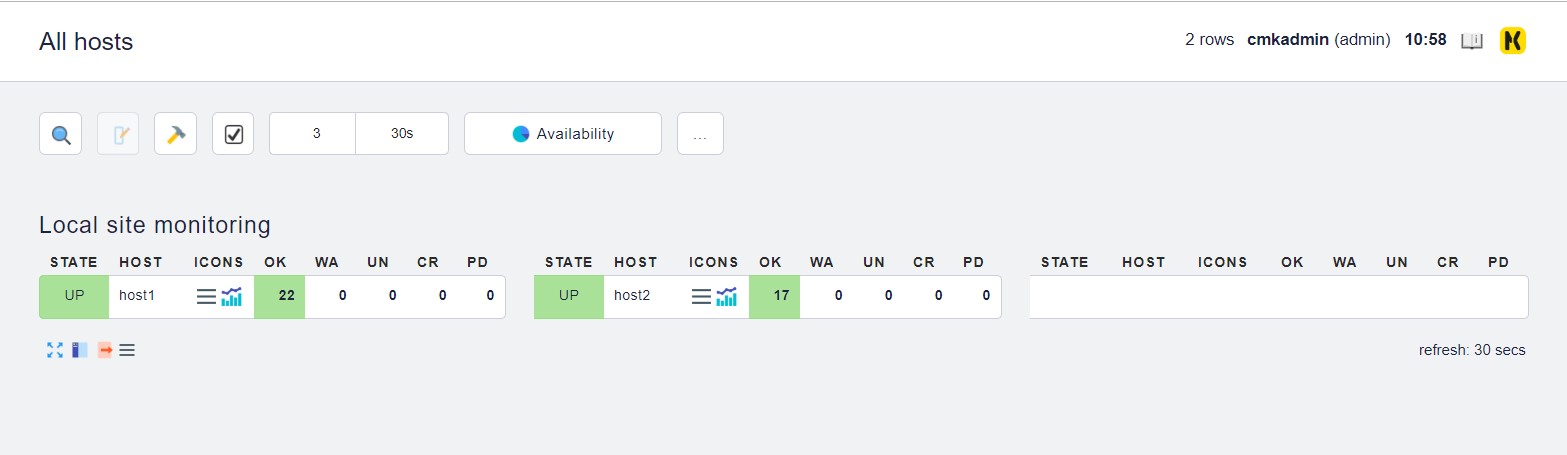 All hosts
2 rows cmkadmin (admin) 10:58
3 30s Availability ...
Local site monitoring
STATE HOST ICONS OK WA UN CR PD STATE HOST ICONS OK WA UN CR PD STATE HOST ICONS OK WA UN CR PD
UP host1 22 0 0 0 0 UP host2 17 0 0 0 0
refresh: 30 secs